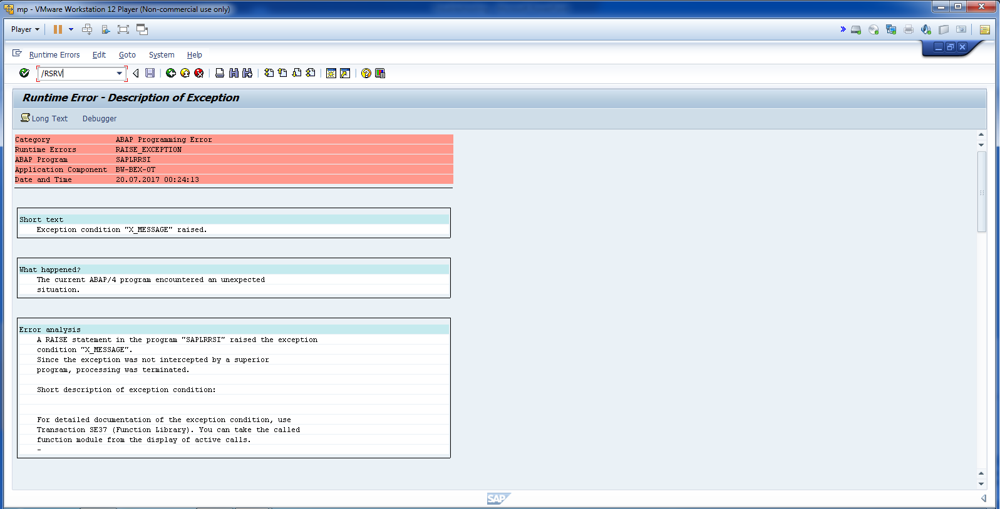 mp - VMware Workstation 12 Player (Non-commercial use only)
Player
Runtime Errors Edit Goto System Help
/RSRV
Runtime Error - Description of Exception
Long Text Debugger
Category ABAP Programming Error
Runtime Errors RAISE_EXCEPTION
ABAP Program SAPLRRSI
Application Component BW-BEX-OT
Date and Time 20.07.2017 00:24:13
Short text
Exception condition "X_MESSAGE" raised.
What happened?
The current ABAP/4 program encountered an unexpected
situation.
Error analysis
A RAISE statement in the program "SAPLRRSI" raised the exception
condition "X_MESSAGE".
Since the exception was not intercepted by a superior
program, processing was terminated.
Short description of exception condition:
For detailed documentation of the exception condition, use
Transaction SE37 (Function Library). You can take the called
function module from the display of active calls.
-
SAP